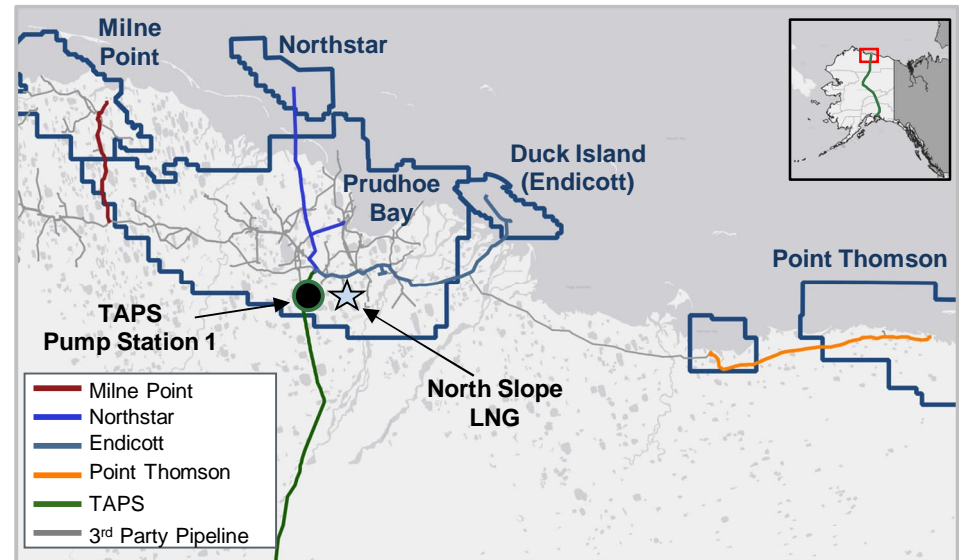 Milne
Point
Northstar
Duck Island
(Endicott)
Prudhoe
Bay
Point Thomson
TAPS
Pump Station 1
North Slope
LNG
Milne Point
Northstar
Endicott
Point Thomson
TAPS
3rd Party Pipeline